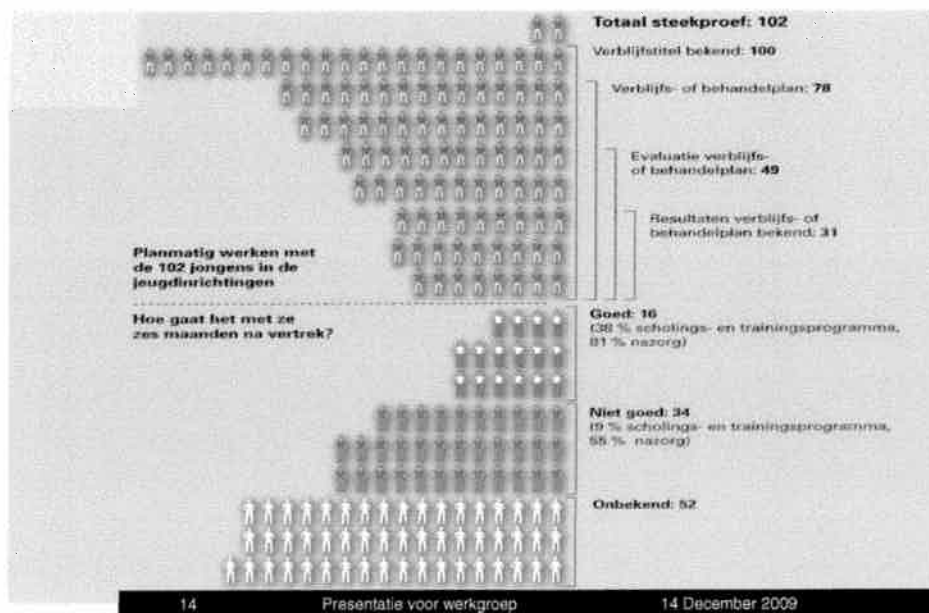 Totaal steekproef: 102
Verblijfstitel bekend: 100
Verblijfs- of behandelplan: 78
Evaluatie verblijfs-
of behandelplan: 49
Resultaten verblijfs- of
behandelplan bekend: 31
Planmatig werken met
de 102 jongens in de
jeugdinrichtingen
Hoe gaat het met ze
zes maanden na vertrek?
Goed: 16
(38 % scholings- en trainingsprogramma,
81 % nazorg)
Niet goed: 34
(9 % scholings- en trainingsprogramma,
55 % nazorg)
Onbekend: 52
14
Presentatie voor werkgroep
14 December 2009